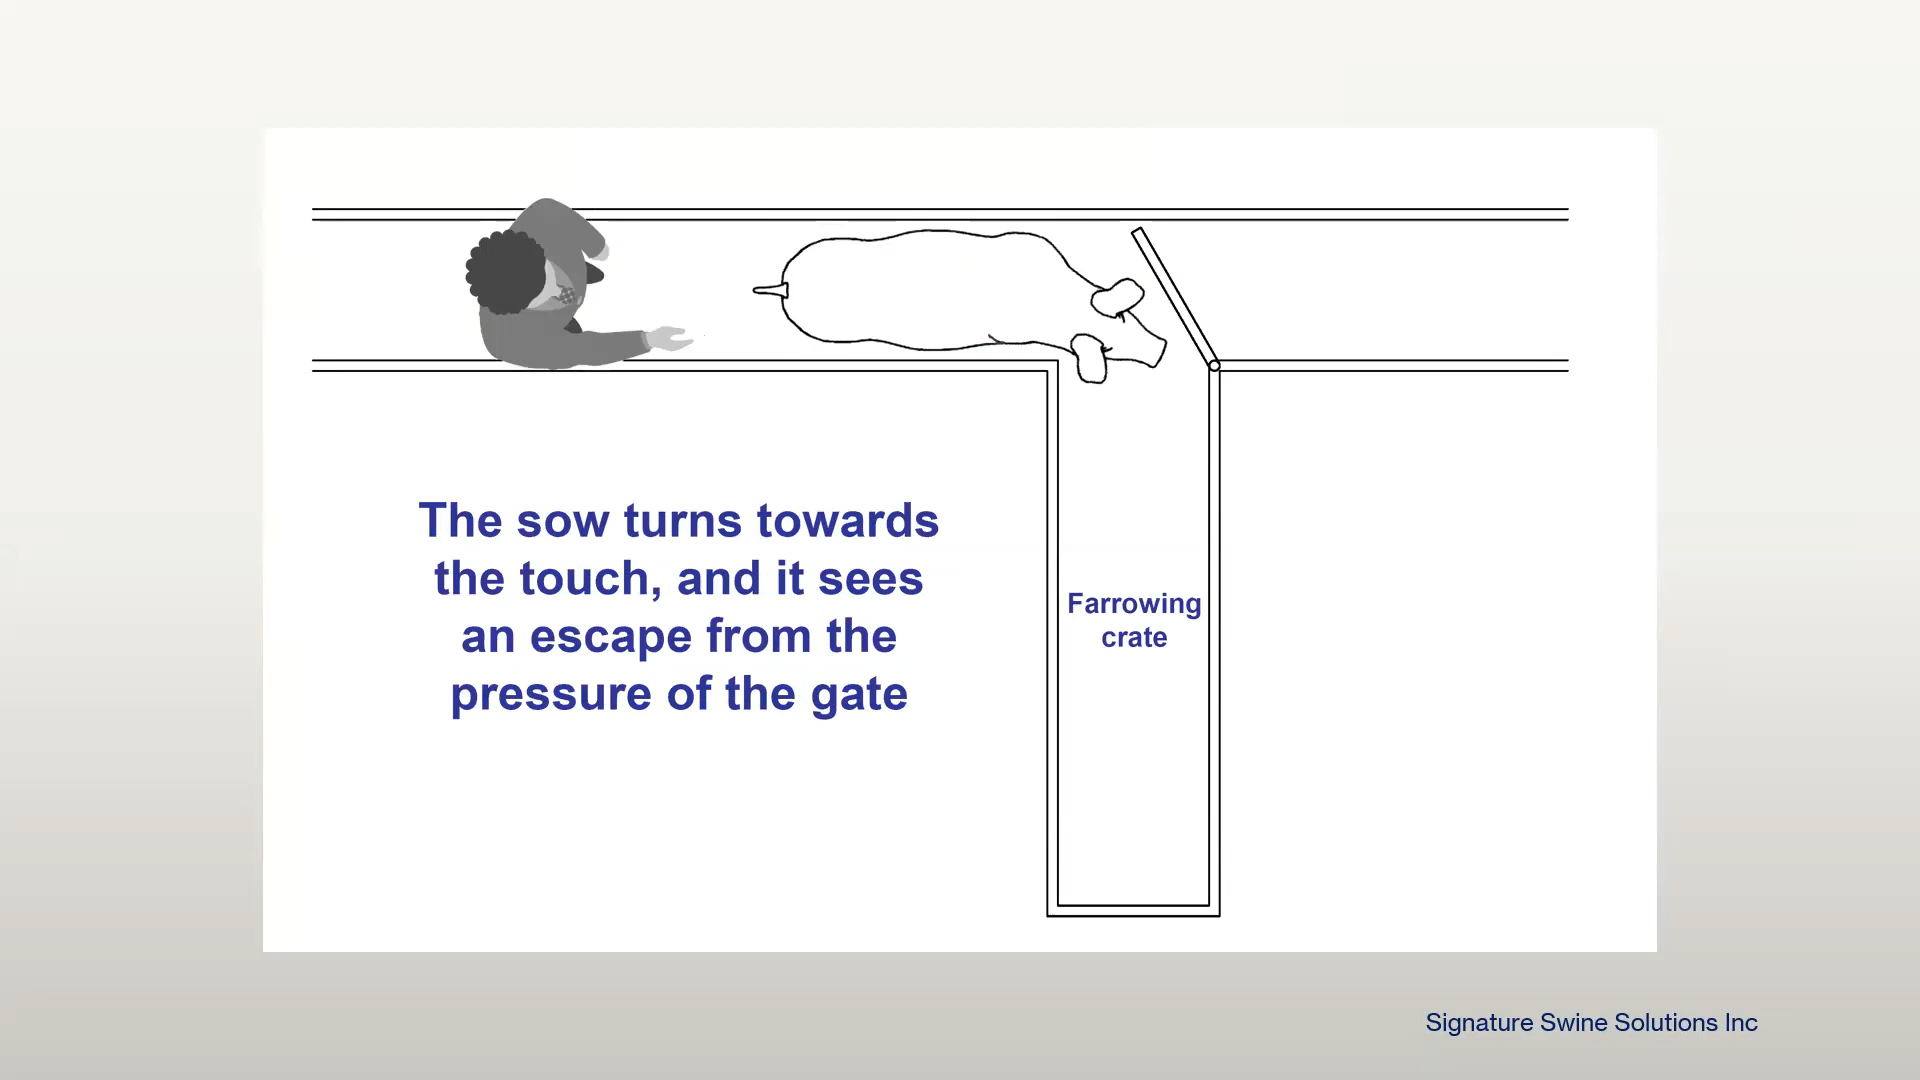 The sow turns towards
the touch, and it sees
an escape from the
pressure of the gate
Farrowing
crate
Signature Swine Solutions Inc